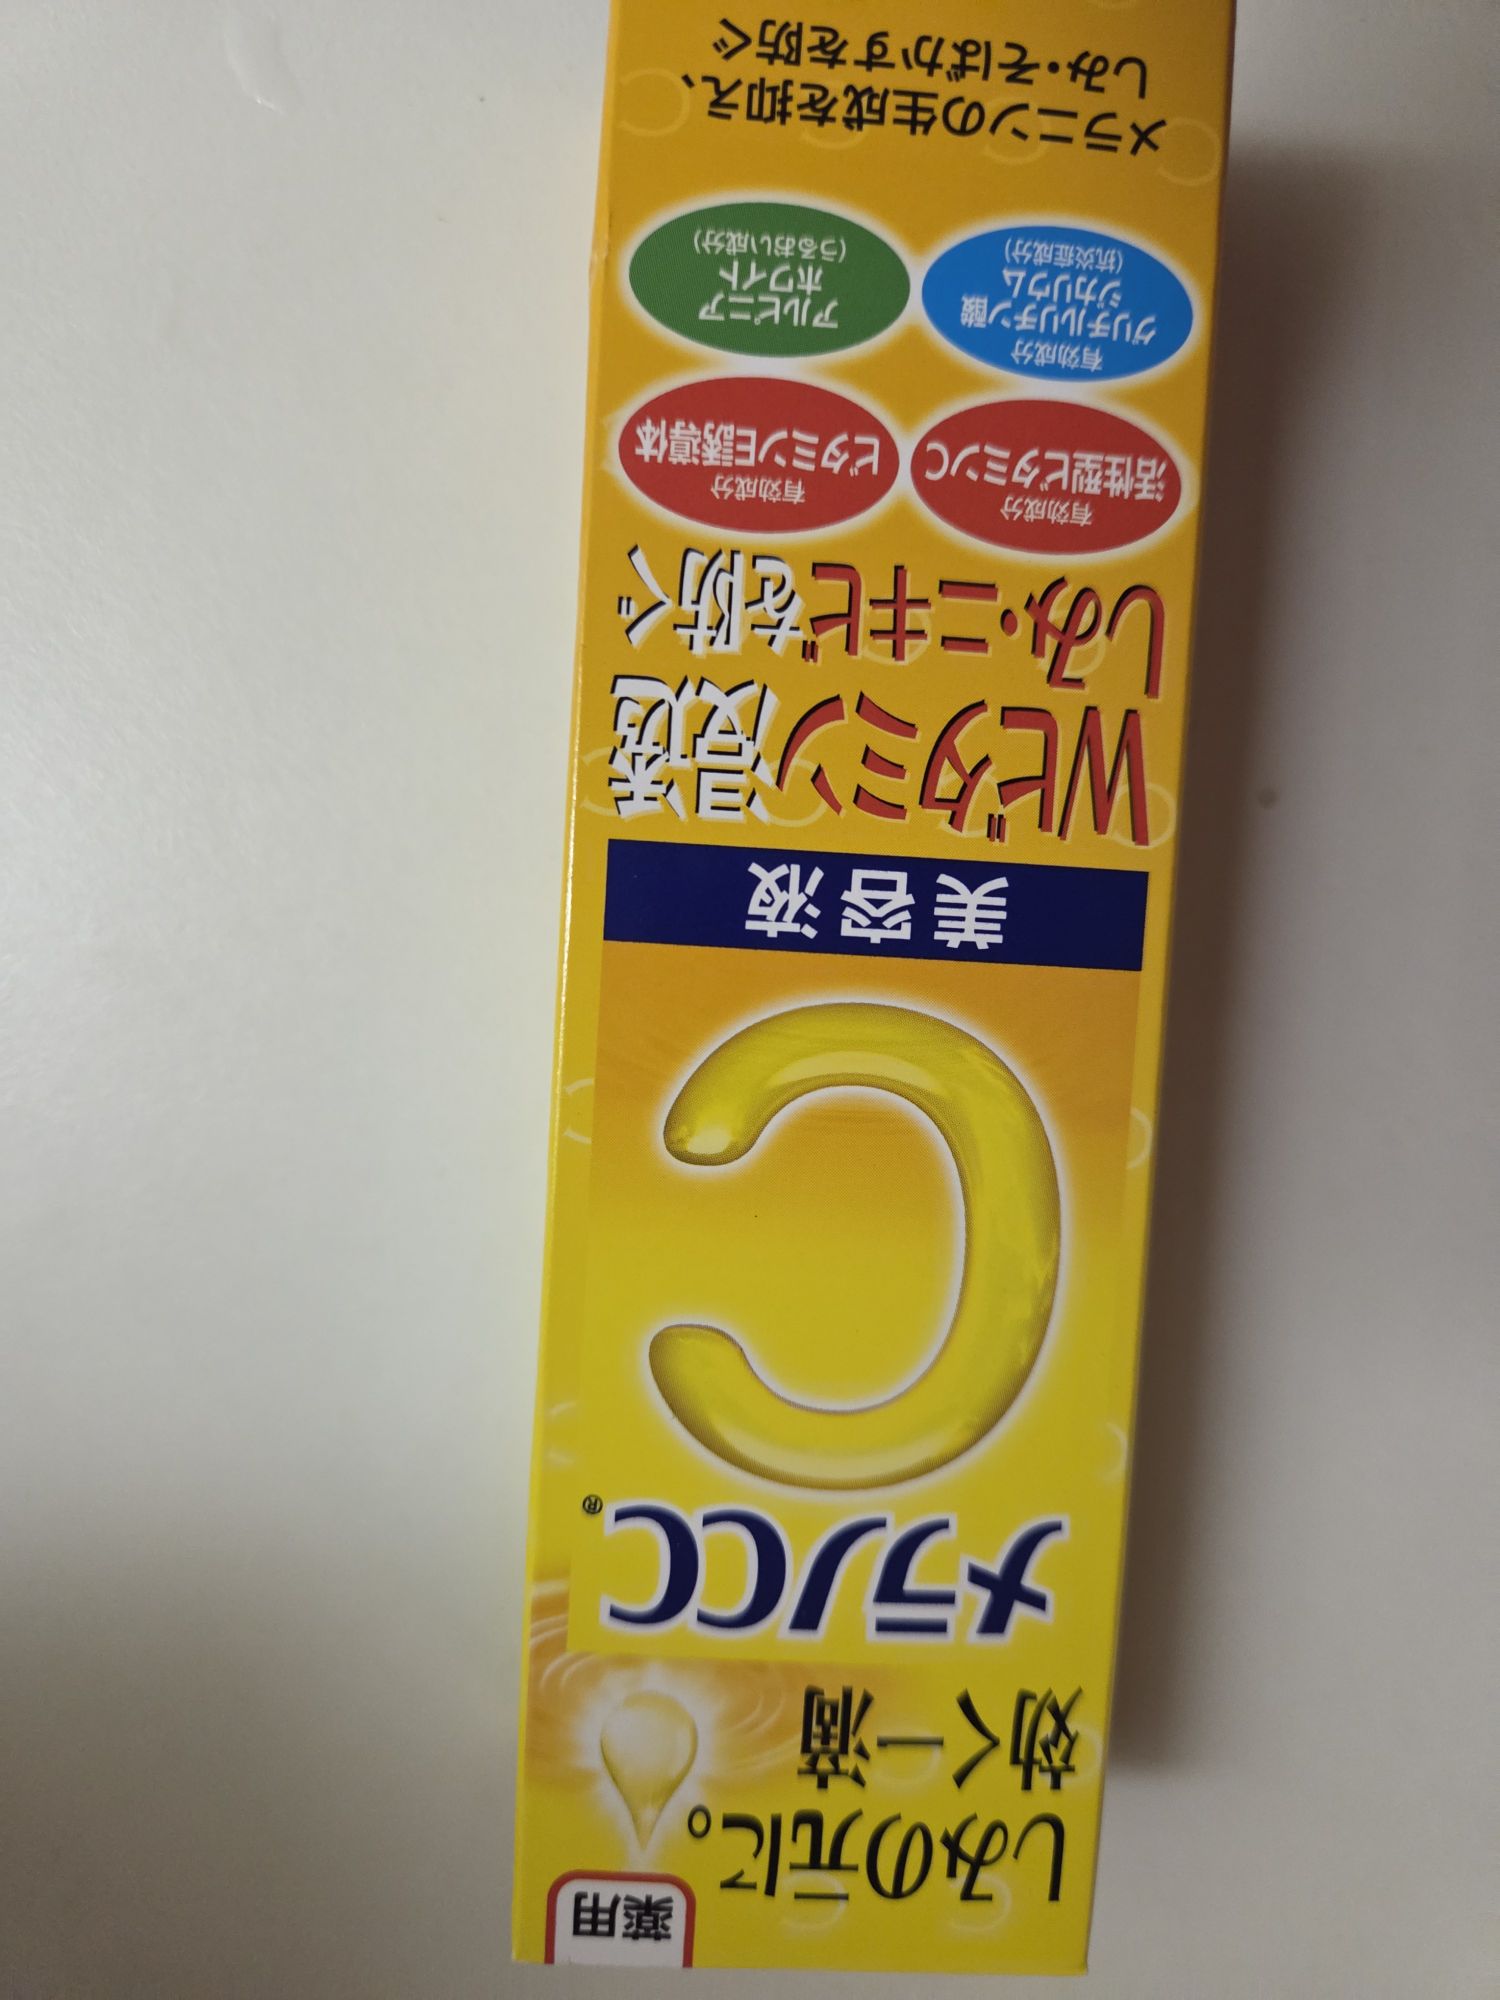 薬用
しみの元に。
効く一滴
メラノCC®
C
美容液
Wビタミン浸透
しみ・ニキビを防ぐ
有効成分
活性型ビタミンC
有効成分
ビタミンE誘導体
有効成分
グリチルリチン酸
ジカリウム
(抗炎症成分)
アルピニア
ホワイト
(うるおい成分)
メラニンの生成を抑え、
しみ・そばかすを防ぐ